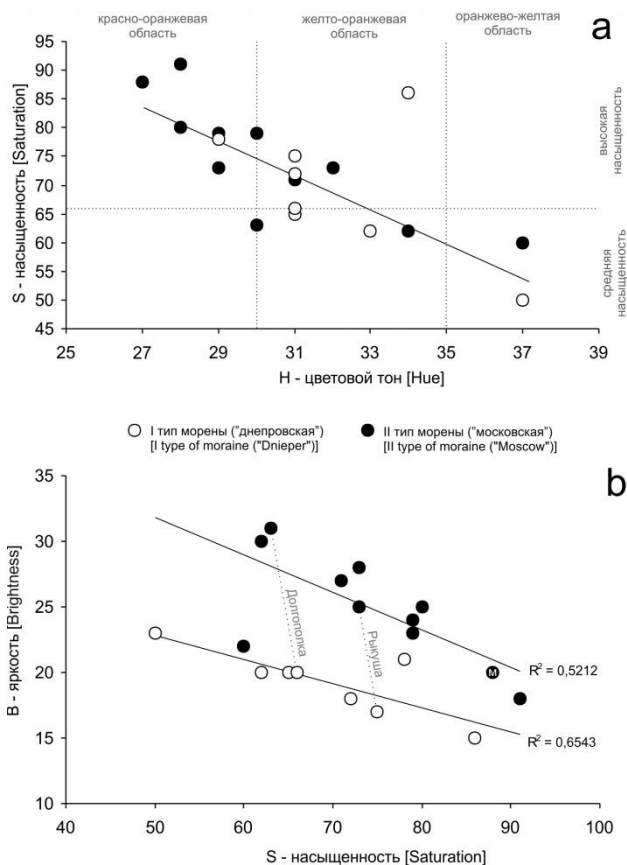 красно-оранжевая
область
желто-оранжевая
область
оранжево-желтая
область
a
95
90
85
80
75
70
65
60
55
50
45
S - насыщенность [Saturation]
высокая
насыщенность
средняя
насыщенность
25 27 29 31 33 35 37 39
H - цветовой тон [Hue]
I тип морены ("днепровская")
[I type of moraine ("Dnieper")]
II тип морены ("московская")
[II type of moraine ("Moscow")]
b
35
30
25
20
15
10
B - яркость [Brightness]
Долгополка
Рыкуша
M
R² = 0,5212
R² = 0,6543
40 50 60 70 80 90 100
S - насыщенность [Saturation]